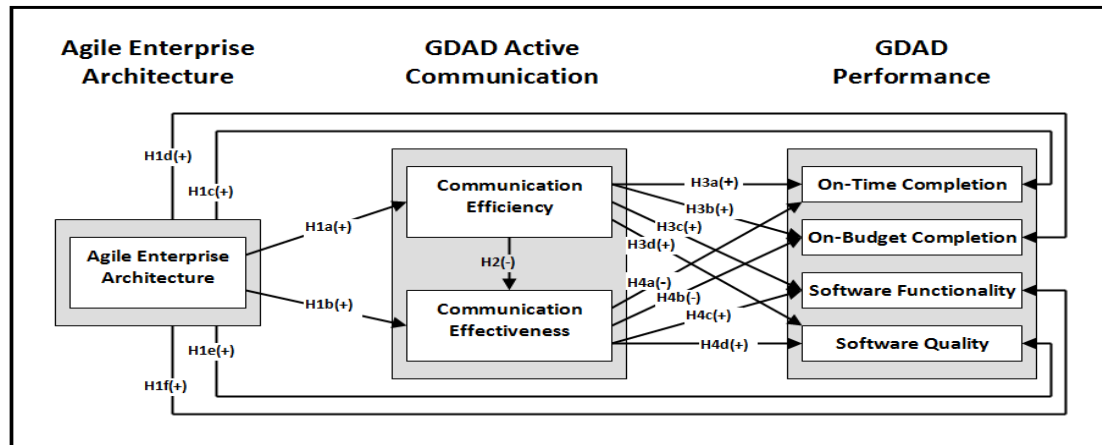 Agile Enterprise
Architecture
GDAD Active
Communication
GDAD
Performance
H1d(+)
H1c(+)
Agile Enterprise
Architecture
H1e(+)
H1f(+)
H1a(+)
H1b(+)
Communication
Efficiency
H2(-)
Communication
Effectiveness
H3a(+)
H3b(+)
H3c(+)
H3d(+)
H4a(-)
H4b(-)
H4c(+)
H4d(+)
On-Time Completion
On-Budget Completion
Software Functionality
Software Quality